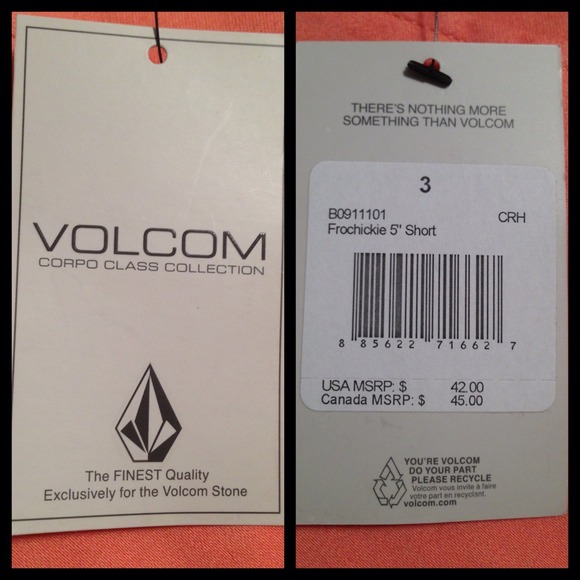 VOLCOM
CORPO CLASS COLLECTION
The FINEST Quality
Exclusively for the Volcom Stone
THERE'S NOTHING MORE
SOMETHING THAN VOLCOM
3
B0911101 CRH
Frochickie 5" Short
8 85622 71662 7
USA MSRP: $ 42.00
Canada MSRP: $ 45.00
YOU'RE VOLCOM
DO YOUR PART
PLEASE RECYCLE
Volcom vous invite à faire
votre part en recyclant.
volcom.com